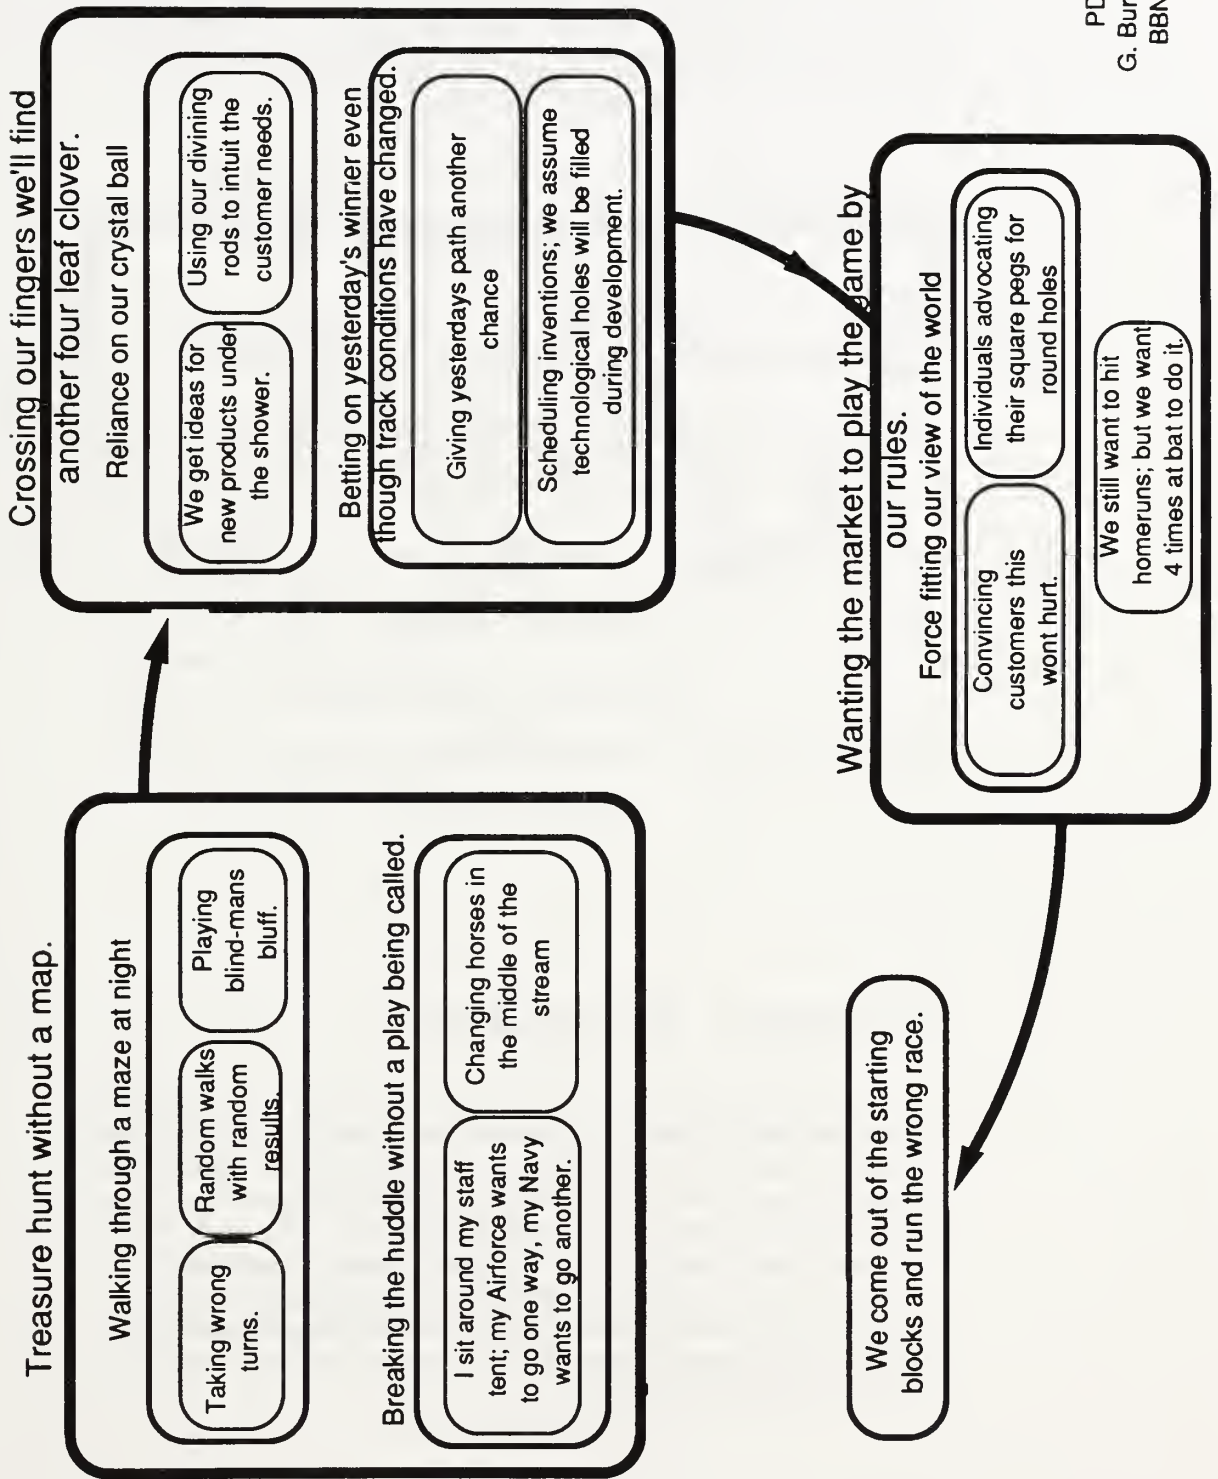 Treasure hunt without a map.
Walking through a maze at night
Taking wrong
turns.
Random walks
with random
results.
Playing
blind-mans
bluff.
Breaking the huddle without a play being called.
I sit around my staff
tent; my Airforce wants
to go one way, my Navy
wants to go another.
Changing horses in
the middle of the
stream
Crossing our fingers we'll find
another four leaf clover.
Reliance on our crystal ball
We get ideas for
new products under
the shower.
Using our divining
rods to intuit the
customer needs.
Betting on yesterday's winner even
though track conditions have changed.
Giving yesterdays path another
chance
Scheduling inventions; we assume
technological holes will be filled
during development.
We come out of the starting
blocks and run the wrong race.
Wanting the market to play the game by
our rules.
Force fitting our view of the world
Convincing
customers this
wont hurt.
Individuals advocating
their square pegs for
round holes
We still want to hit
homeruns; but we want
4 times at bat to do it.
G.
BBN